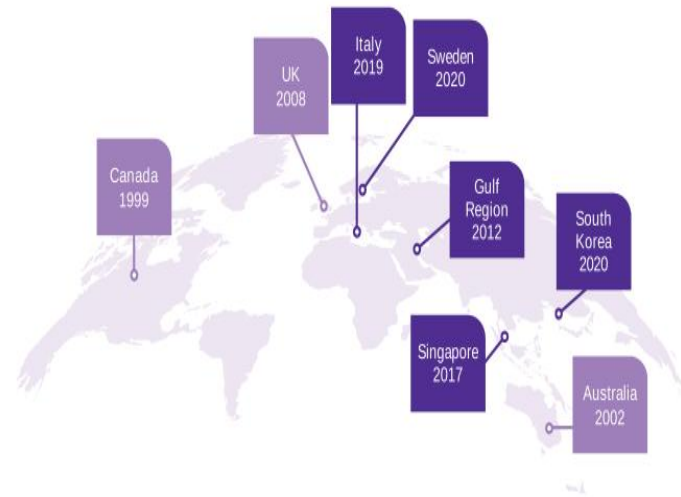 Italy
2019
Sweden
2020
UK
2008
Canada
1999
Gulf
Region
2012
South
Korea
2020
Singapore
2017
Australia
2002